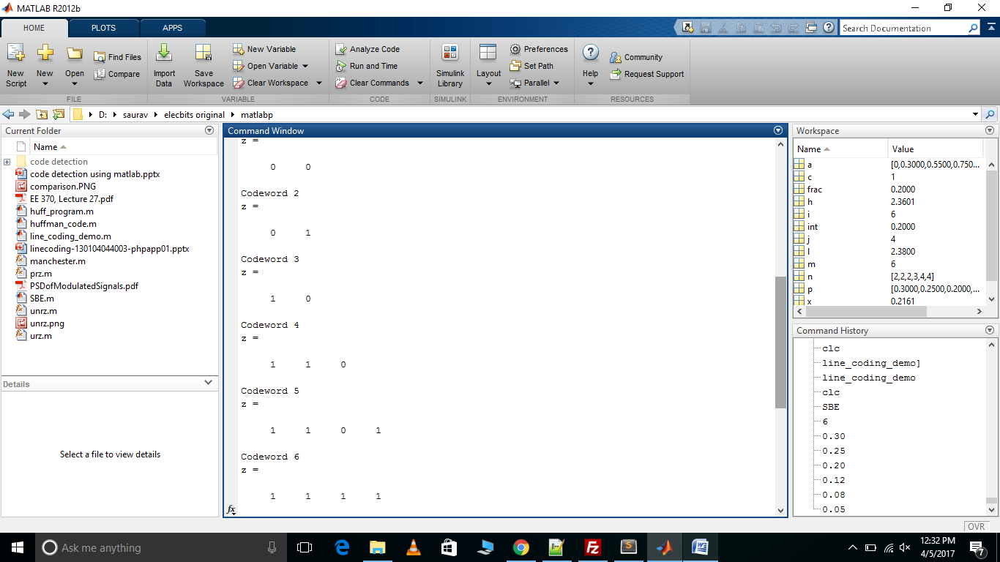 MATLAB R2012b
HOME PLOTS APPS
Search Documentation
New Script
New
Open
Find Files
Compare
FILE
Import Data
Save Workspace
New Variable
Open Variable
Clear Workspace
VARIABLE
Analyze Code
Run and Time
Clear Commands
CODE
Simulink Library
SIMULINK
Layout
Preferences
Set Path
Parallel
ENVIRONMENT
Help
Community
Request Support
RESOURCES
D: saurav elecbits original matlabp
Current Folder
Name
code detection
code detection using matlab.pptx
comparison.PNG
EE 370, Lecture 27.pdf
huff_program.m
huffman_code.m
line_coding_demo.m
linecoding-130104044003-phpapp01.pptx
manchester.m
prz.m
PSDofModulatedSignals.pdf
SBE.m
unrz.m
unrz.png
urz.m
Details
Select a file to view details
Command Window
z =
0 0
Codeword 2
z =
0 1
Codeword 3
z =
1 0
Codeword 4
z =
1 1 0
Codeword 5
z =
1 1 0 1
Codeword 6
z =
1 1 1 1
fx
Workspace
Name Value
a [0,0.3000,0.5500,0.750...
c 1
frac 0.2000
h 2.3601
i 6
int 0.2000
j 4
l 2.3800
m 6
n [2,2,2,3,4,4]
p [0.3000,0.2500,0.2000,...
x 0.2161
Command History
clc
line_coding_demo]
line_coding_demo
clc
SBE
6
0.30
0.25
0.20
0.12
0.08
0.05
OVR
Ask me anything
12:32 PM
4/5/2017
7